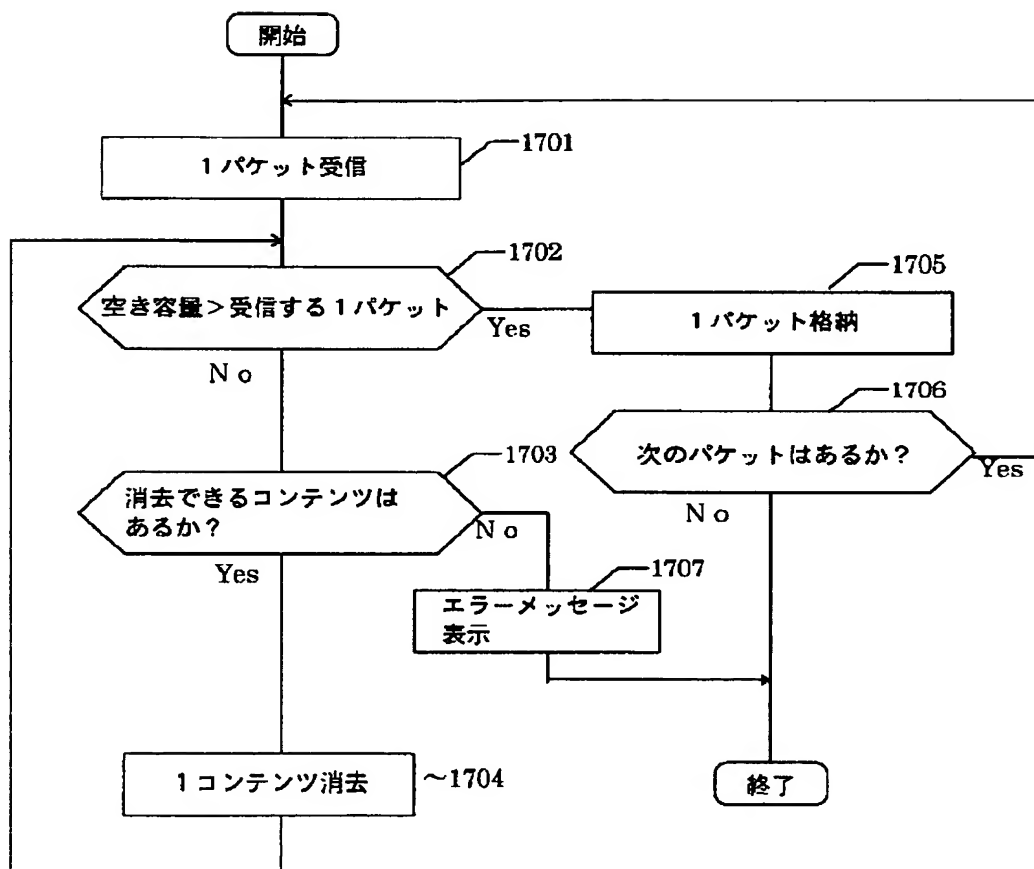 開始
1パケット受信
1701
空き容量＞受信する1パケット
1702
Yes
No
1パケット格納
1705
次のパケットはあるか？
1706
Yes
No
消去できるコンテンツは
あるか？
1703
No
Yes
エラーメッセージ
表示
1707
1コンテンツ消去
～1704
終了